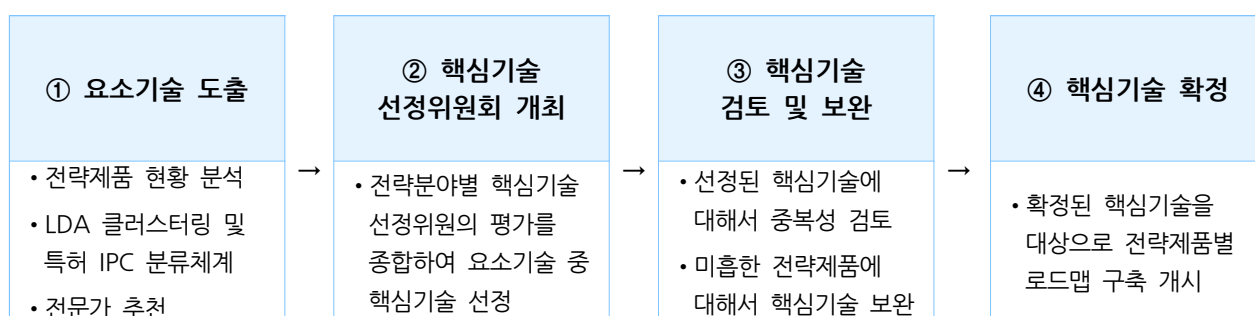 ① 요소기술 도출
• 전략제품 현황 분석
• LDA 클러스터링 및
특허 IPC 분류체계
• 전문가 추천
→
② 핵심기술
선정위원회 개최
• 전략분야별 핵심기술
선정위원의 평가를
종합하여 요소기술 중
핵심기술 선정
→
③ 핵심기술
검토 및 보완
• 선정된 핵심기술에
대해서 중복성 검토
• 미흡한 전략제품에
대해서 핵심기술 보완
→
④ 핵심기술 확정
• 확정된 핵심기술을
대상으로 전략제품별
로드맵 구축 개시